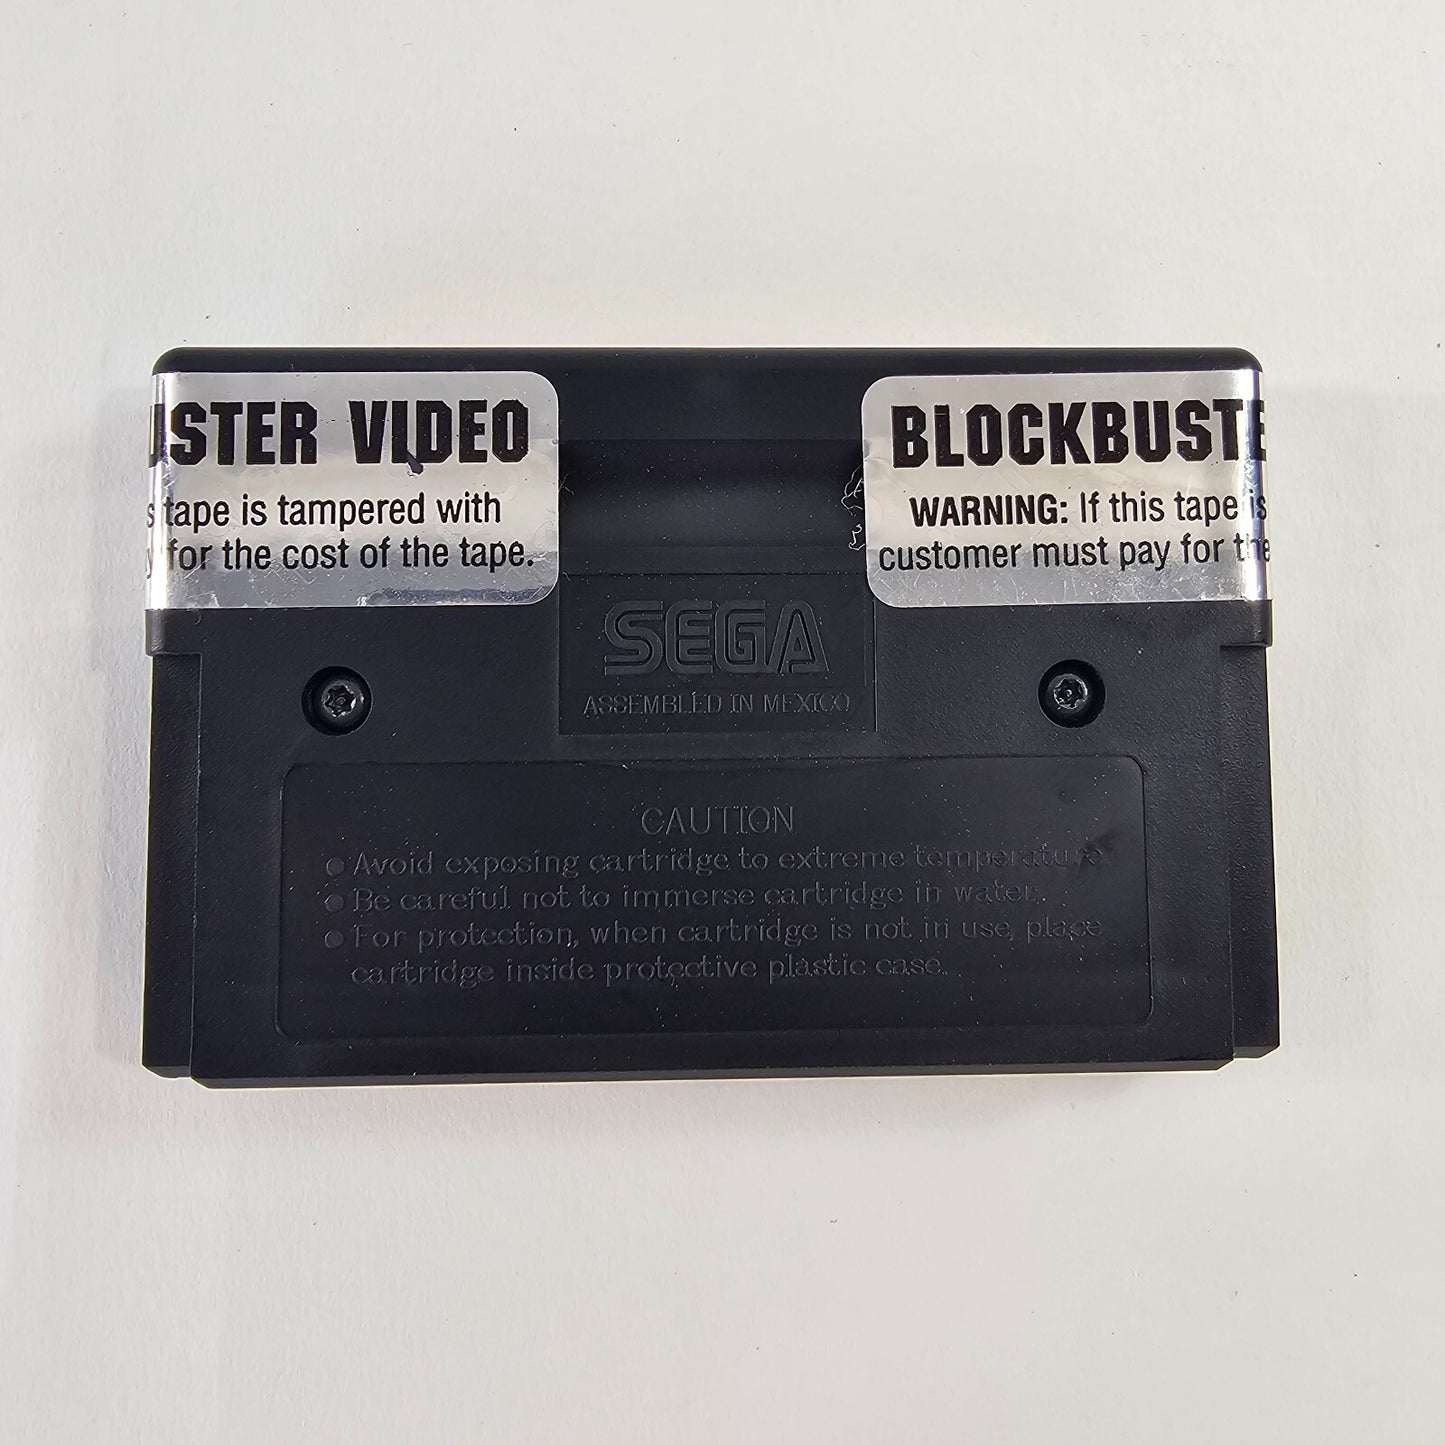 USTER VIDEO
s tape is tampered with
y for the cost of the tape.
BLOCKBUSTE
WARNING: If this tape is
customer must pay for the
SEGA
ASSEMBLED IN MEXICO
CAUTION
● Avoid exposing cartridge to extreme temperature
● Be careful not to immerse cartridge in water.
● For protection, when cartridge is not in use, place
cartridge inside protective plastic case.